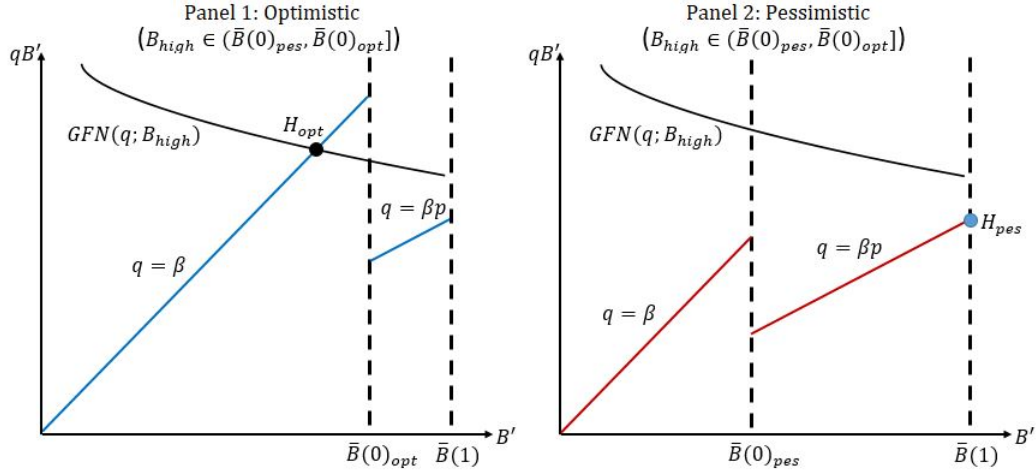 Panel 1: Optimistic
(B_high ∈ (B̄(0)_pes, B̄(0)_opt])
qB′
GFN(q; B_high)
H_opt
q = βp
q = β
B̄(0)_opt
B̄(1)
B′
Panel 2: Pessimistic
(B_high ∈ (B̄(0)_pes, B̄(0)_opt])
qB′
GFN(q; B_high)
H_pes
q = βp
q = β
B̄(0)_pes
B̄(1)
B′